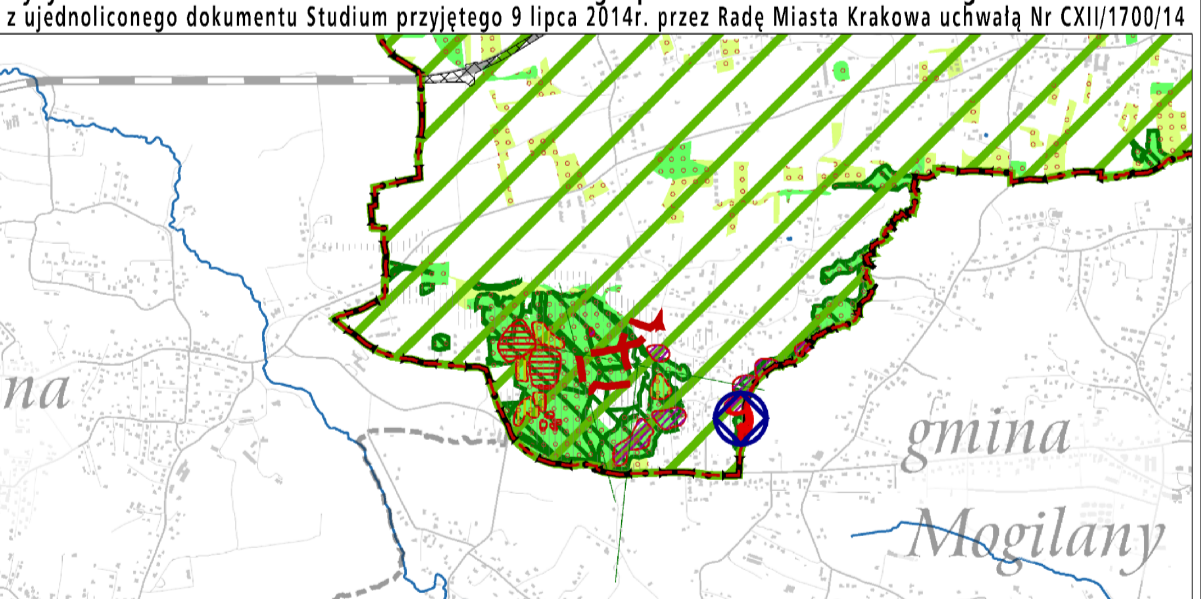 z ujednoliconego dokumentu Studium przyjętego 9 lipca 2014r. przez Radę Miasta Krakowa uchwałą Nr CXII/1700/14
na
gmina
Mogilany